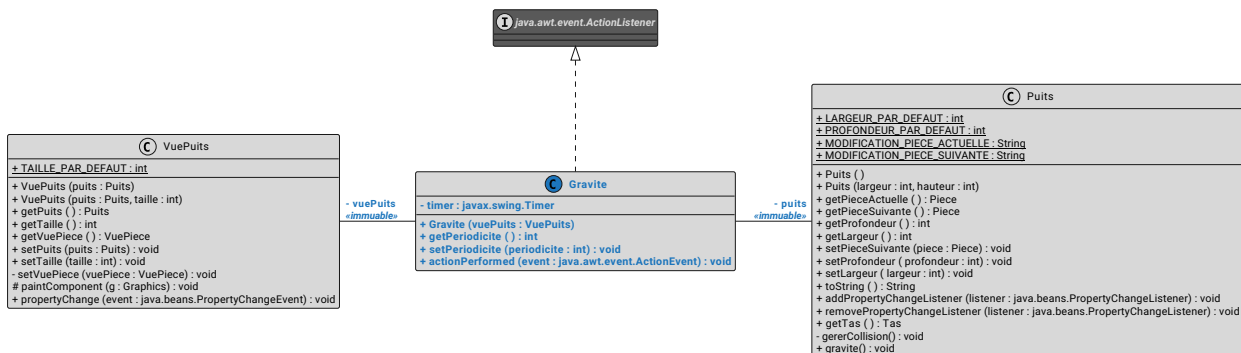 I java.awt.event.ActionListener
C VuePuits
+ TAILLE_PAR_DEFAUT : int
+ VuePuits (puits : Puits)
+ VuePuits (puits : Puits, taille : int)
+ getPuits ( ) : Puits
+ getTaille ( ) : int
+ getVuePiece ( ) : VuePiece
+ setPuits (puits : Puits) : void
+ setTaille (taille : int) : void
- setVuePiece (vuePiece : VuePiece) : void
# paintComponent (g : Graphics) : void
+ propertyChange (event : java.beans.PropertyChangeEvent) : void
- vuePuits
«immuable»
C Gravite
- timer : javax.swing.Timer
+ Gravite (vuePuits : VuePuits)
+ getPeriodicite ( ) : int
+ setPeriodicite (periodicite : int) : void
+ actionPerformed (event : java.awt.event.ActionEvent) : void
- puits
«immuable»
C Puits
+ LARGEUR_PAR_DEFAUT : int
+ PROFONDEUR_PAR_DEFAUT : int
+ MODIFICATION_PIECE_ACTUELLE : String
+ MODIFICATION_PIECE_SUIVANTE : String
+ Puits ( )
+ Puits (largeur : int, hauteur : int)
+ getPieceActuelle ( ) : Piece
+ getPieceSuivante ( ) : Piece
+ getProfondeur ( ) : int
+ getLargeur ( ) : int
+ setPieceSuivante (piece : Piece) : void
+ setProfondeur ( profondeur : int) : void
+ setLargeur ( largeur : int) : void
+ toString ( ) : String
+ addPropertyChangeListener (listener : java.beans.PropertyChangeListener) : void
+ removePropertyChangeListener (listener : java.beans.PropertyChangeListener) : void
+ getTas ( ) : Tas
- gererCollision() : void
+ gravite() : void